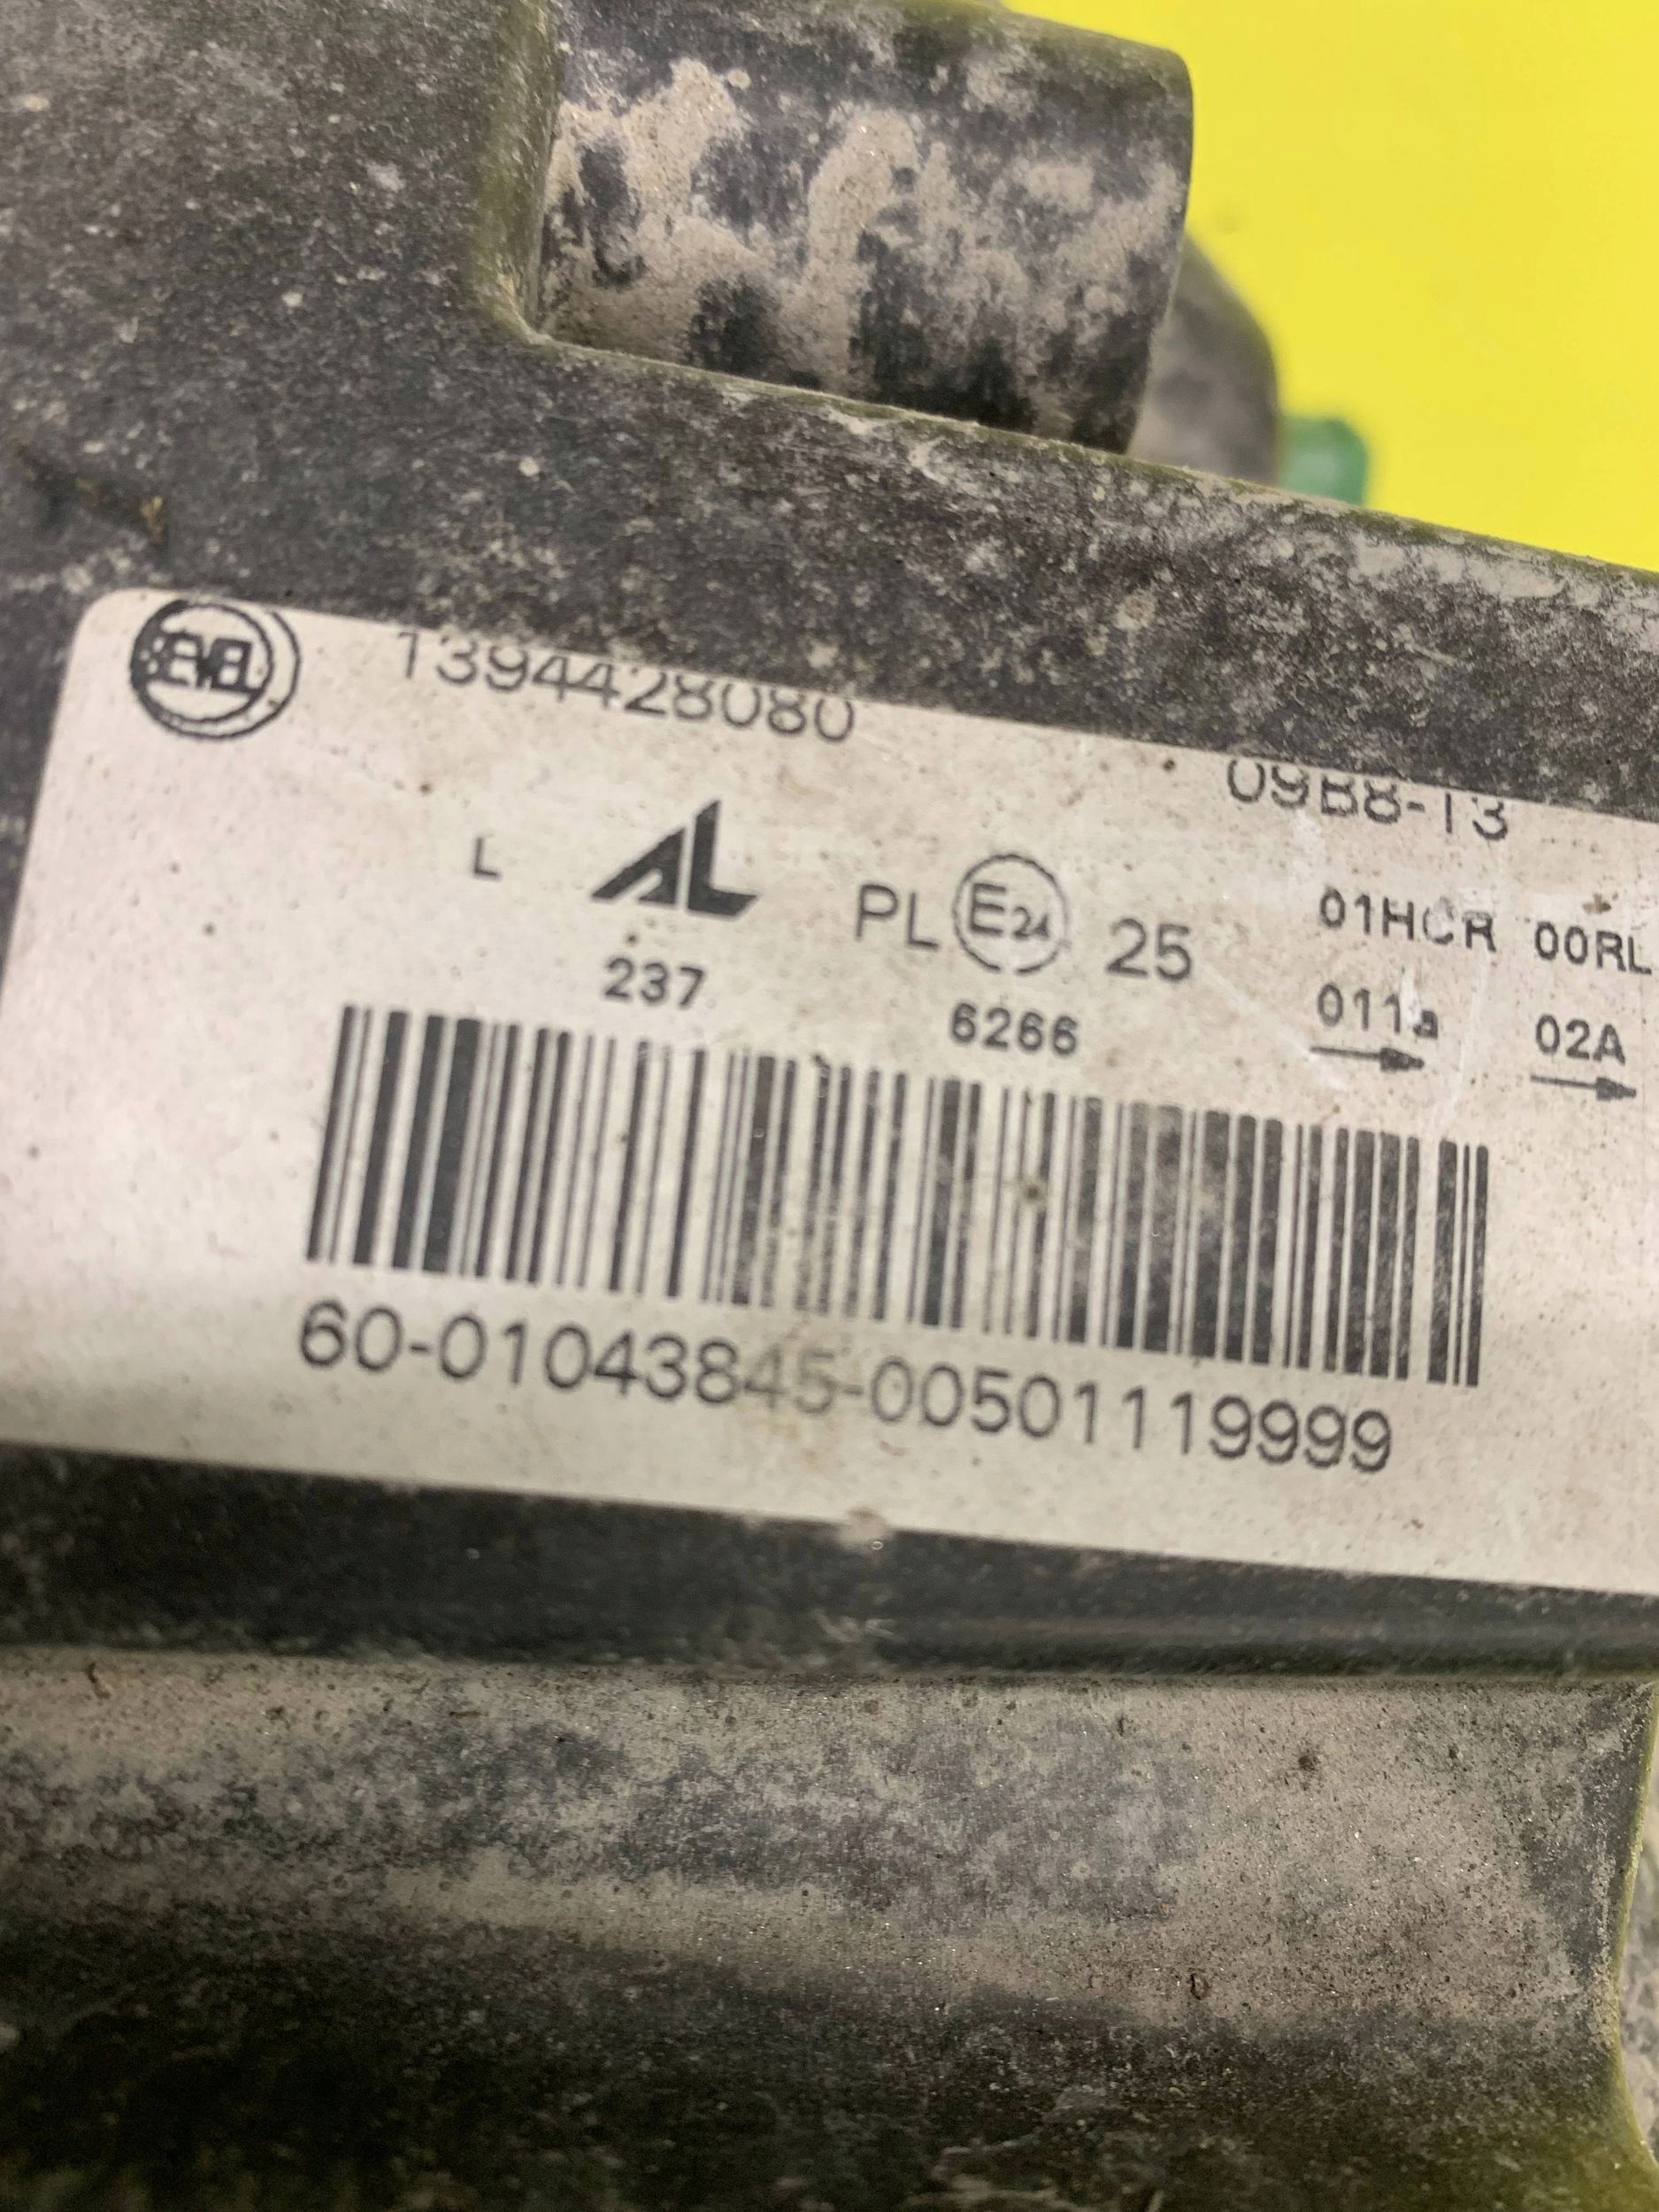 SEVEL 1394428080
09B8-13
L AL PL E24 25 01HCR 00RL
237 6266 011a 02A
60-01043845-00501119999